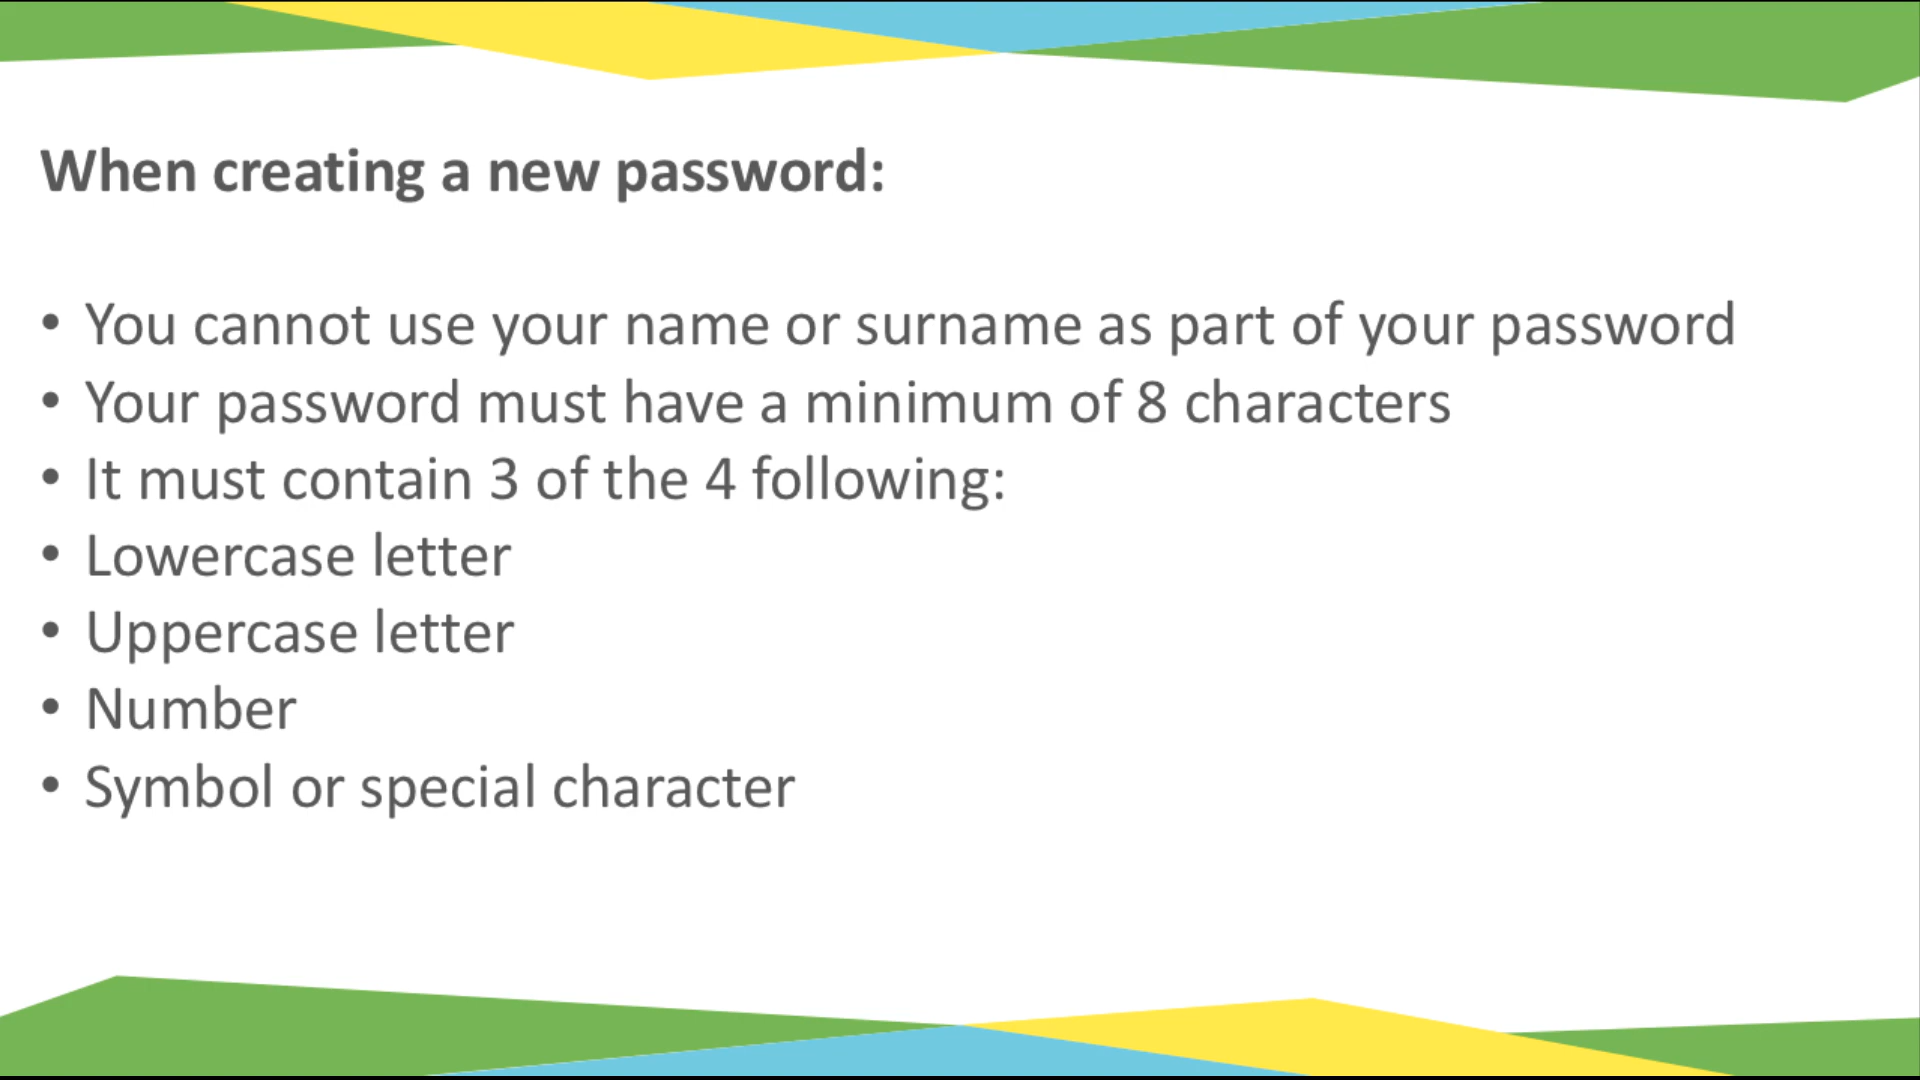 When creating a new password:
• You cannot use your name or surname as part of your password
• Your password must have a minimum of 8 characters
• It must contain 3 of the 4 following:
• Lowercase letter
• Uppercase letter
• Number
• Symbol or special character